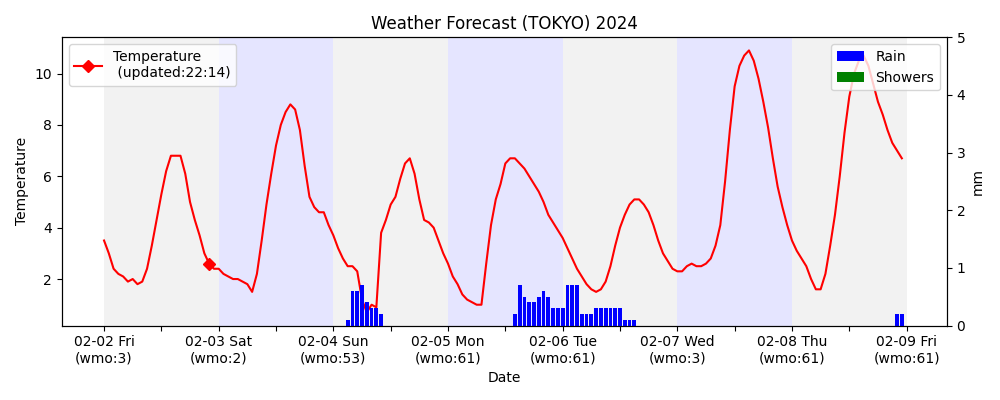 Weather Forecast (TOKYO) 2024
Temperature
(updated:22:14)
Rain
Showers
Temperature
10
8
6
4
2
5
4
3
2
1
0
mm
02-02 Fri
(wmo:3)
02-03 Sat
(wmo:2)
02-04 Sun
(wmo:53)
02-05 Mon
(wmo:61)
02-06 Tue
(wmo:61)
02-07 Wed
(wmo:3)
02-08 Thu
(wmo:61)
02-09 Fri
(wmo:61)
Date